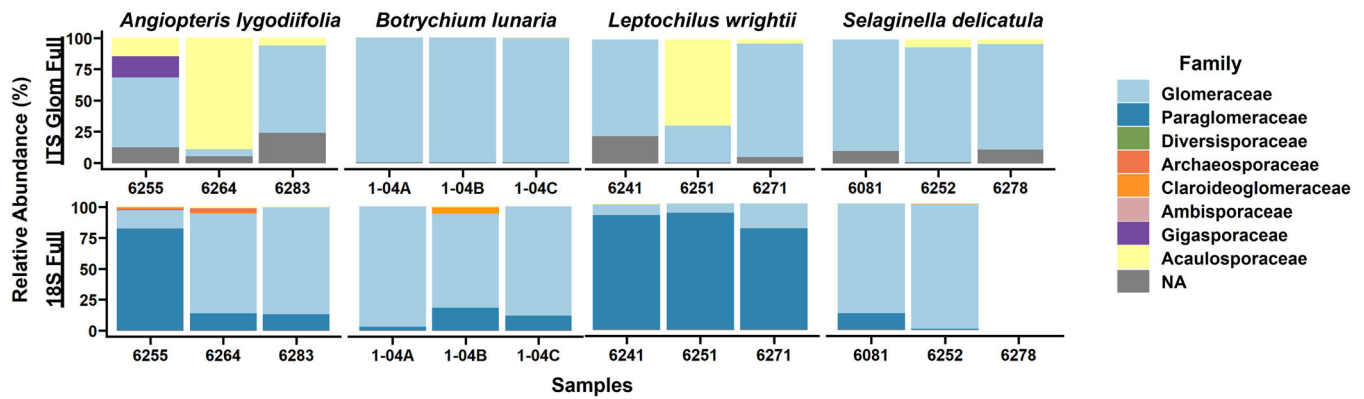 Angiopteris lygodiifolia
Botrychium lunaria
Leptochilus wrightii
Selaginella delicatula
Relative Abundance (%)
ITS Glom Full
100
75
50
25
0
6255 6264 6283
1-04A 1-04B 1-04C
6241 6251 6271
6081 6252 6278
18S Full
100
75
50
25
0
6255 6264 6283
1-04A 1-04B 1-04C
6241 6251 6271
6081 6252 6278
Samples
Family
Glomeraceae
Paraglomeraceae
Diversisporaceae
Archaeosporaceae
Claroideoglomeraceae
Ambisporaceae
Gigasporaceae
Acaulosporaceae
NA